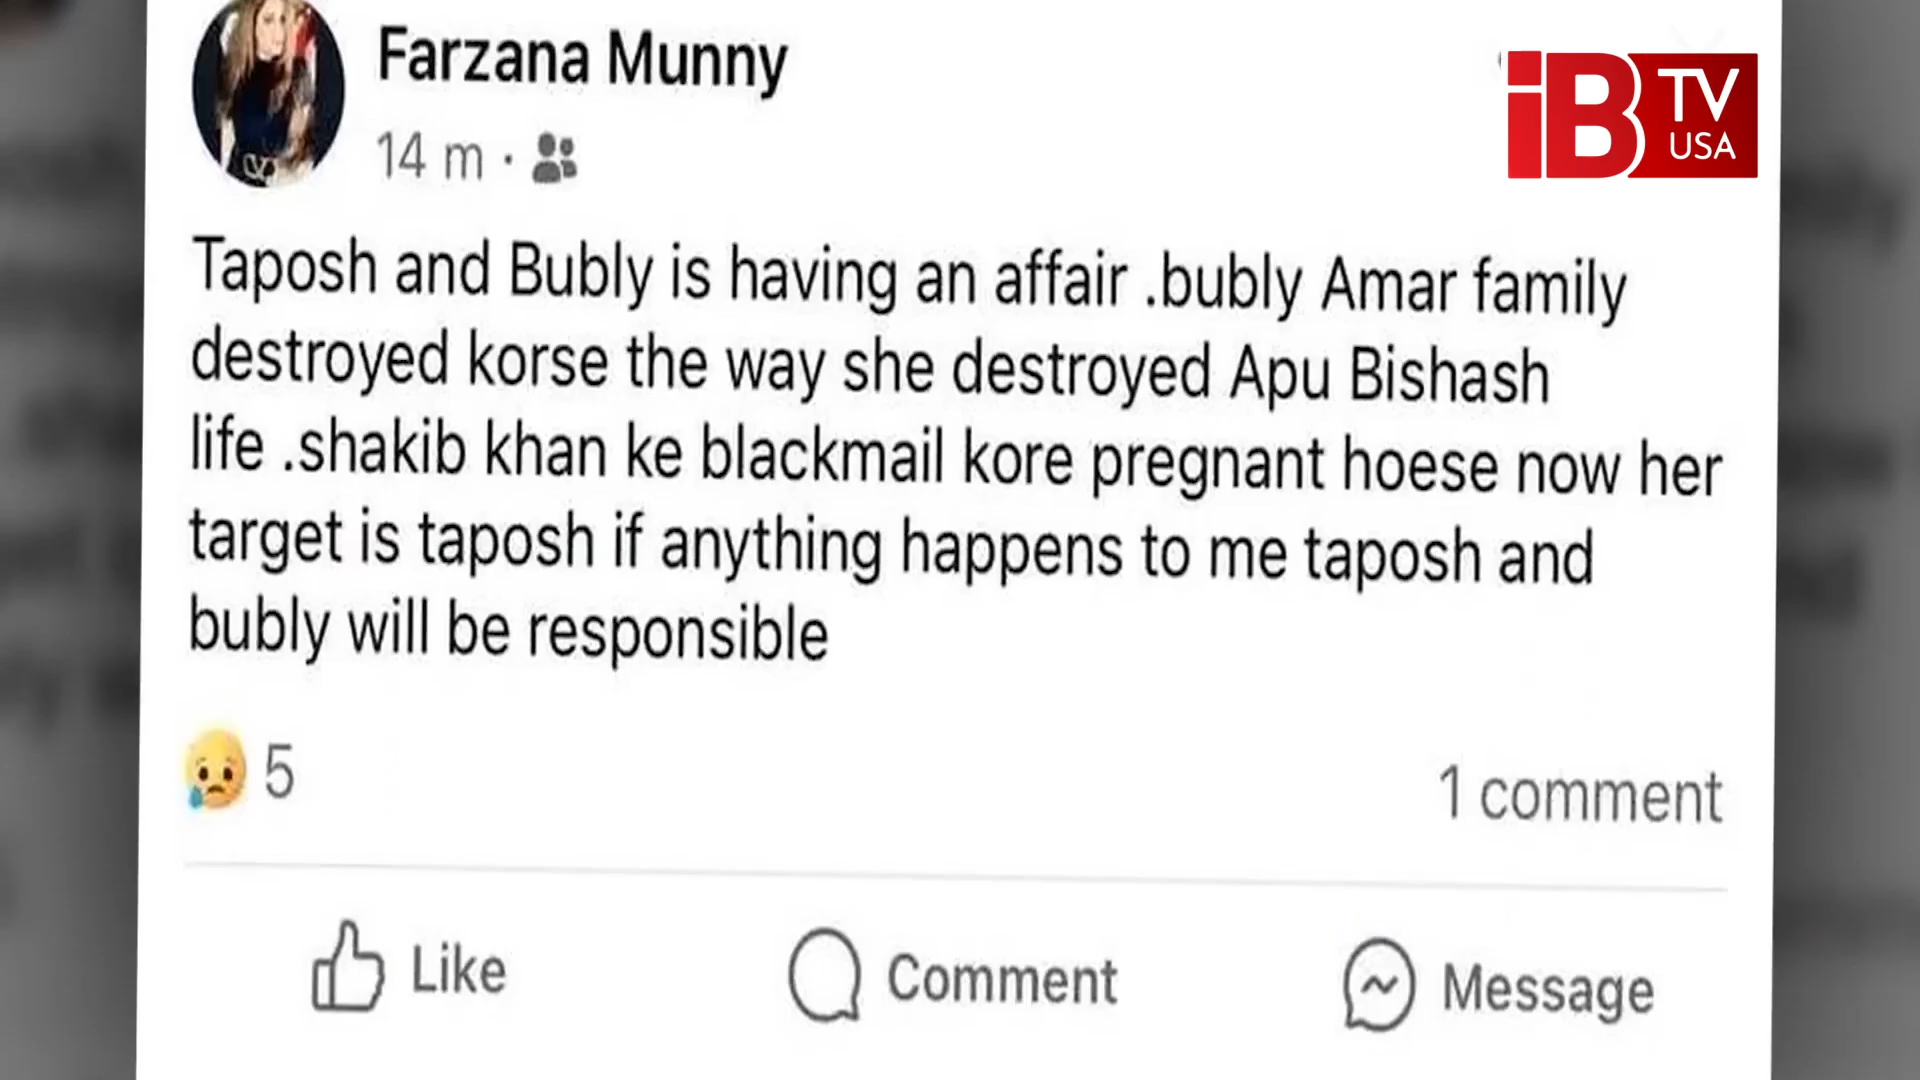 Farzana Munny
14 m ·
iB TV
USA
Taposh and Bubly is having an affair .bubly Amar family
destroyed korse the way she destroyed Apu Bishash
life .shakib khan ke blackmail kore pregnant hoese now her
target is taposh if anything happens to me taposh and
bubly will be responsible
5
1 comment
Like
Comment
Message